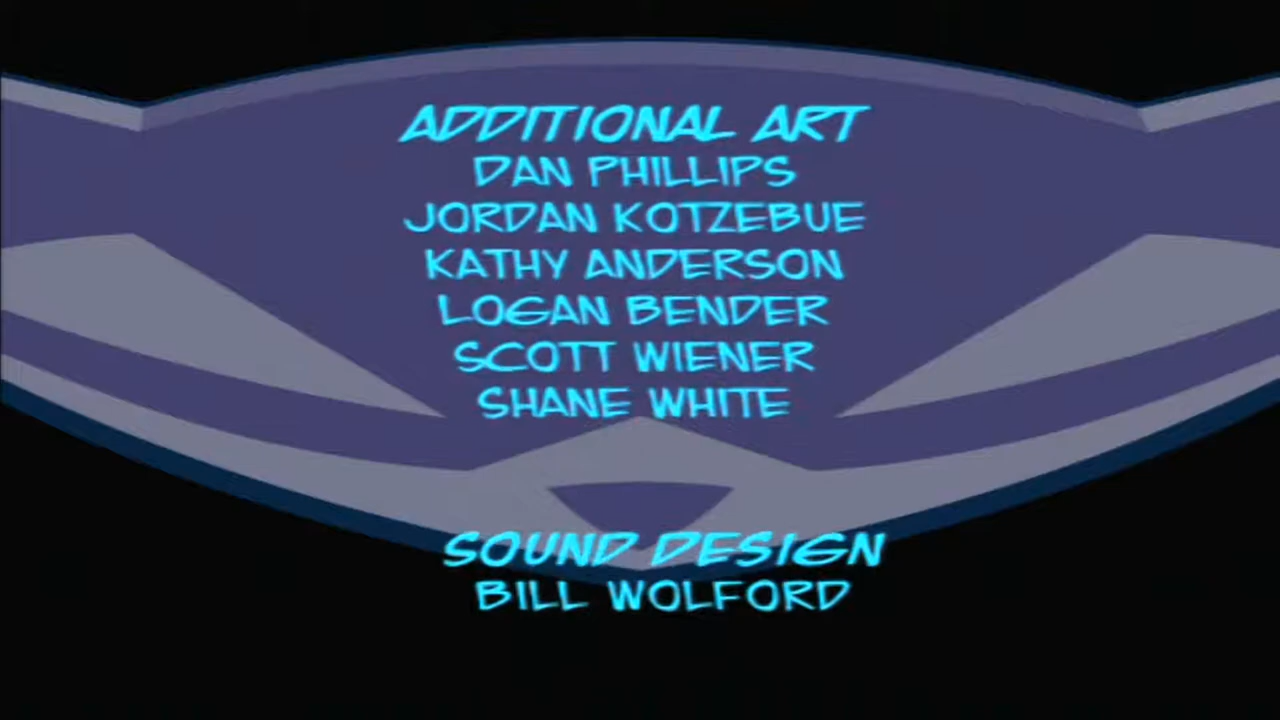 ADDITIONAL ART
DAN PHILLIPS
JORDAN KOTZEBUE
KATHY ANDERSON
LOGAN BENDER
SCOTT WIENER
SHANE WHITE
SOUND DESIGN
BILL WOLFORD